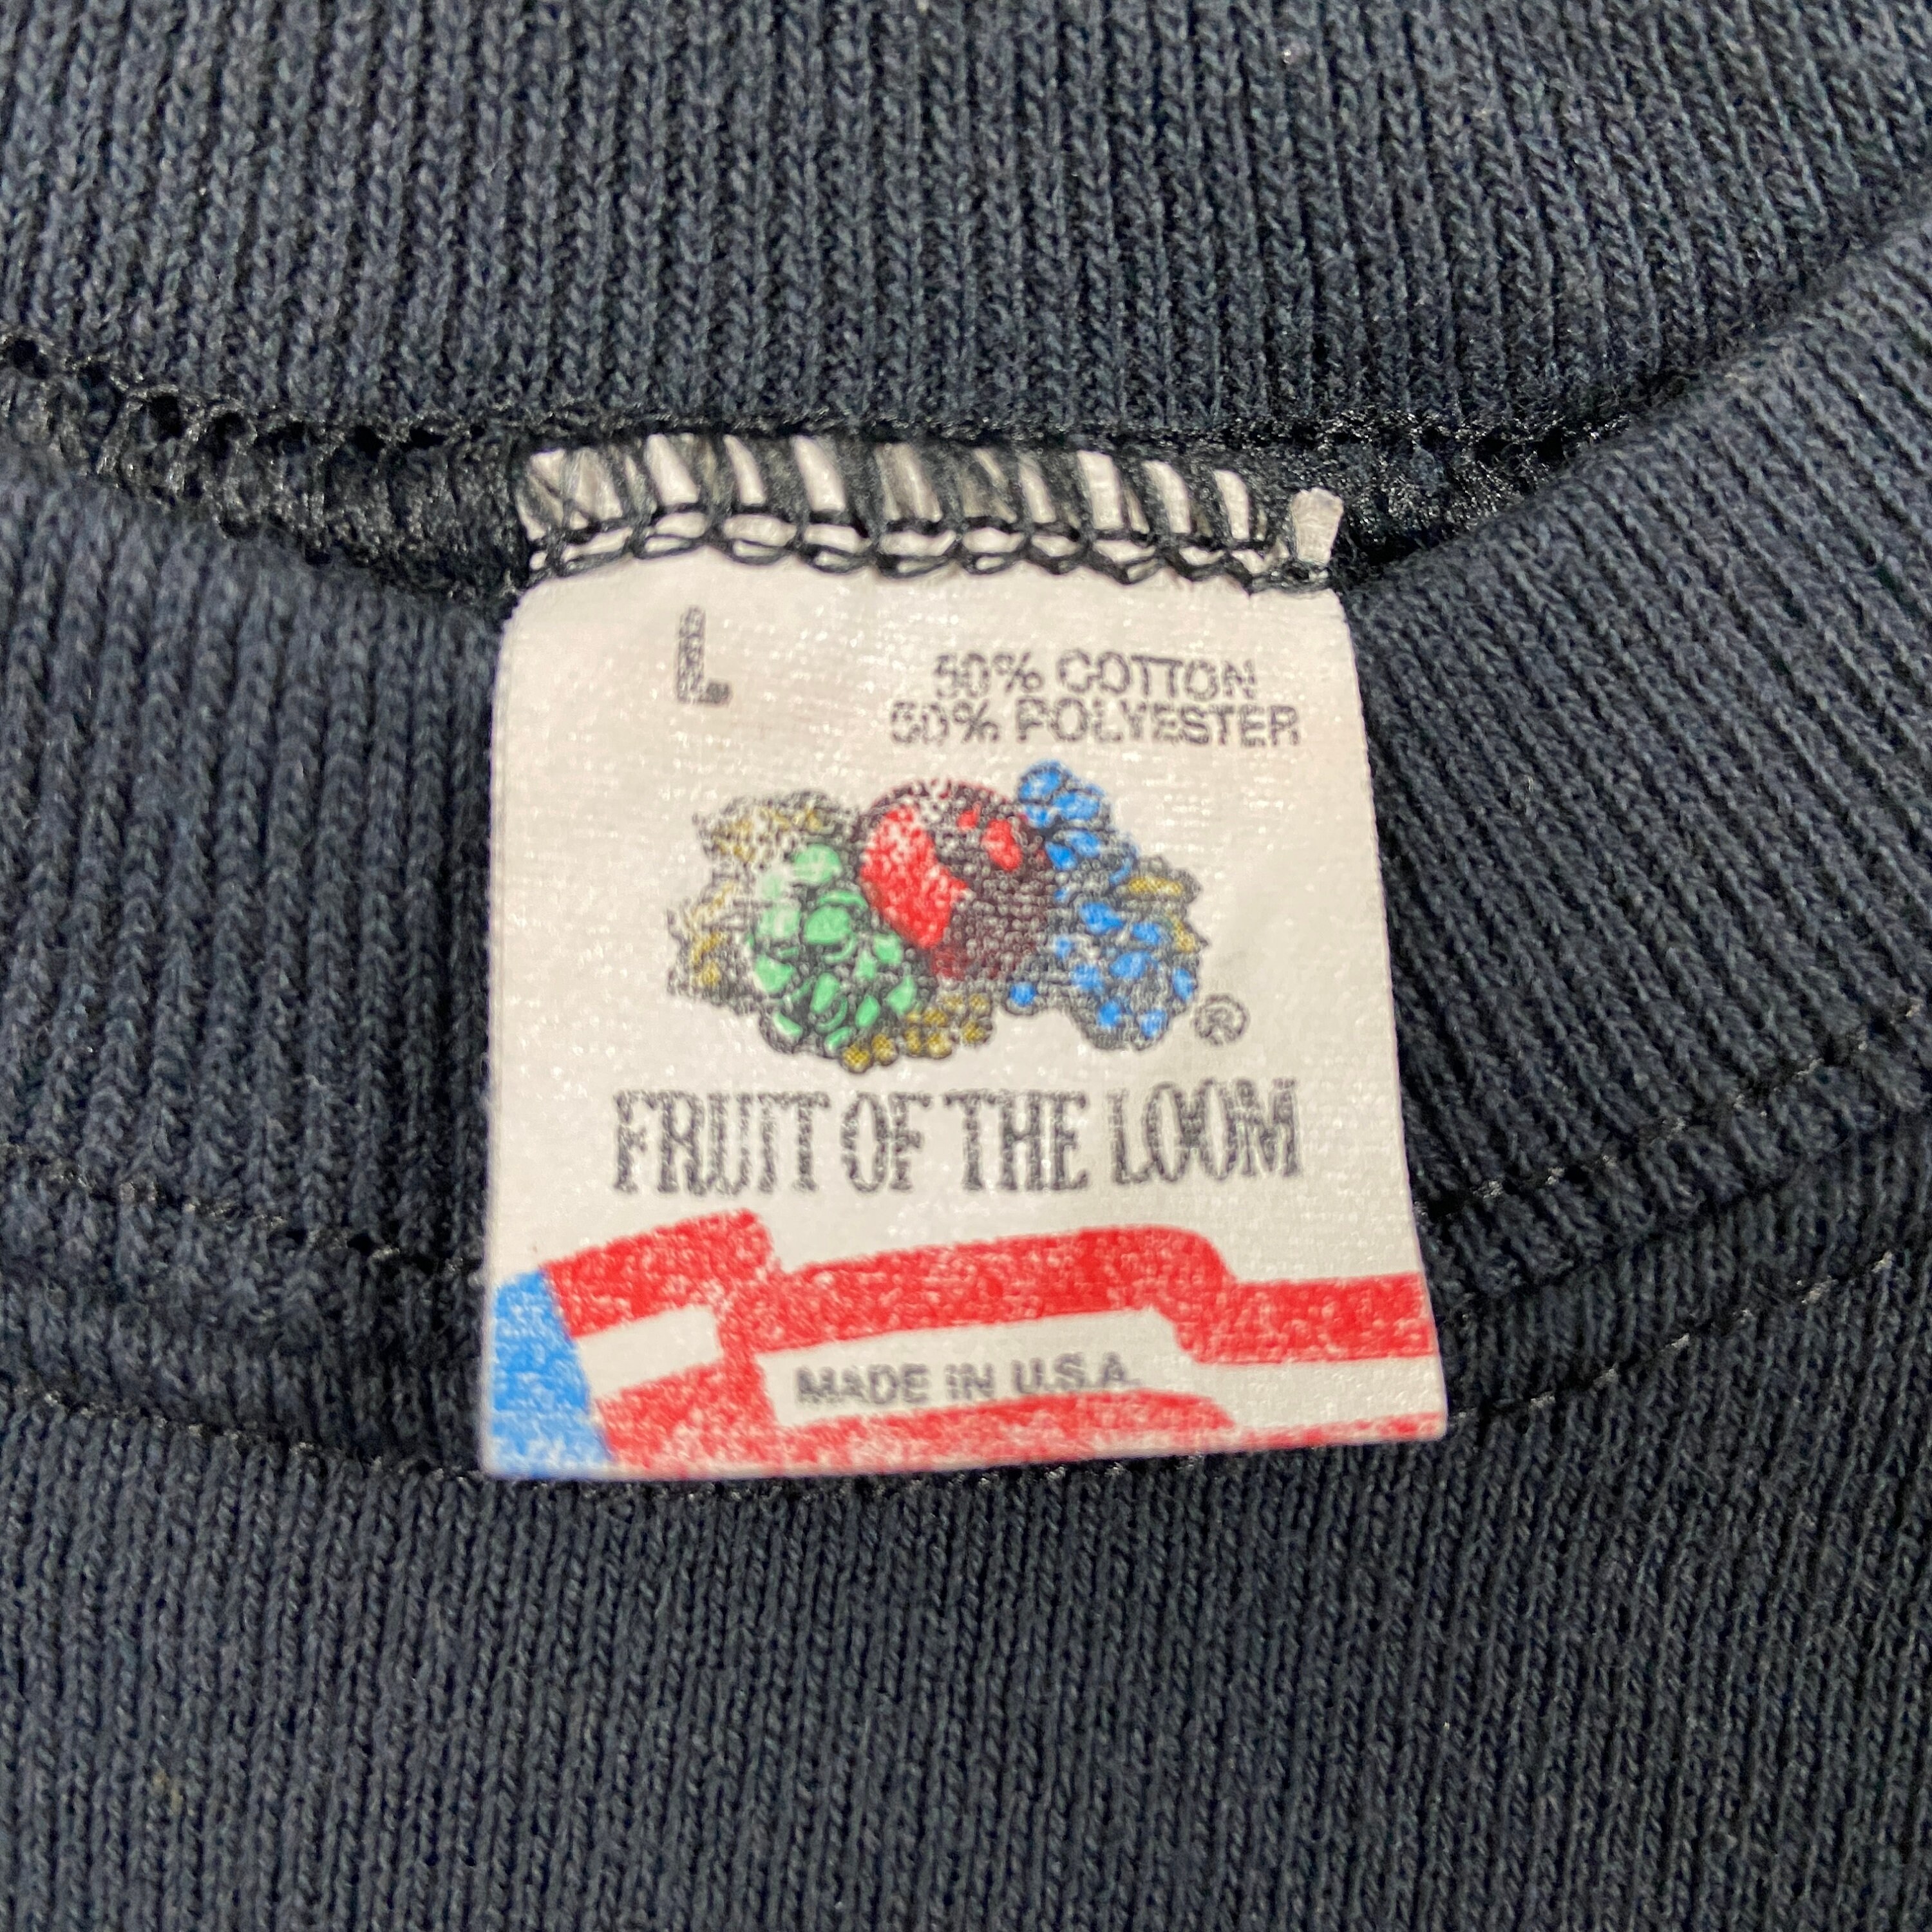 L
50% COTTON
50% POLYESTER
®
FRUIT OF THE LOOM
MADE IN U.S.A.